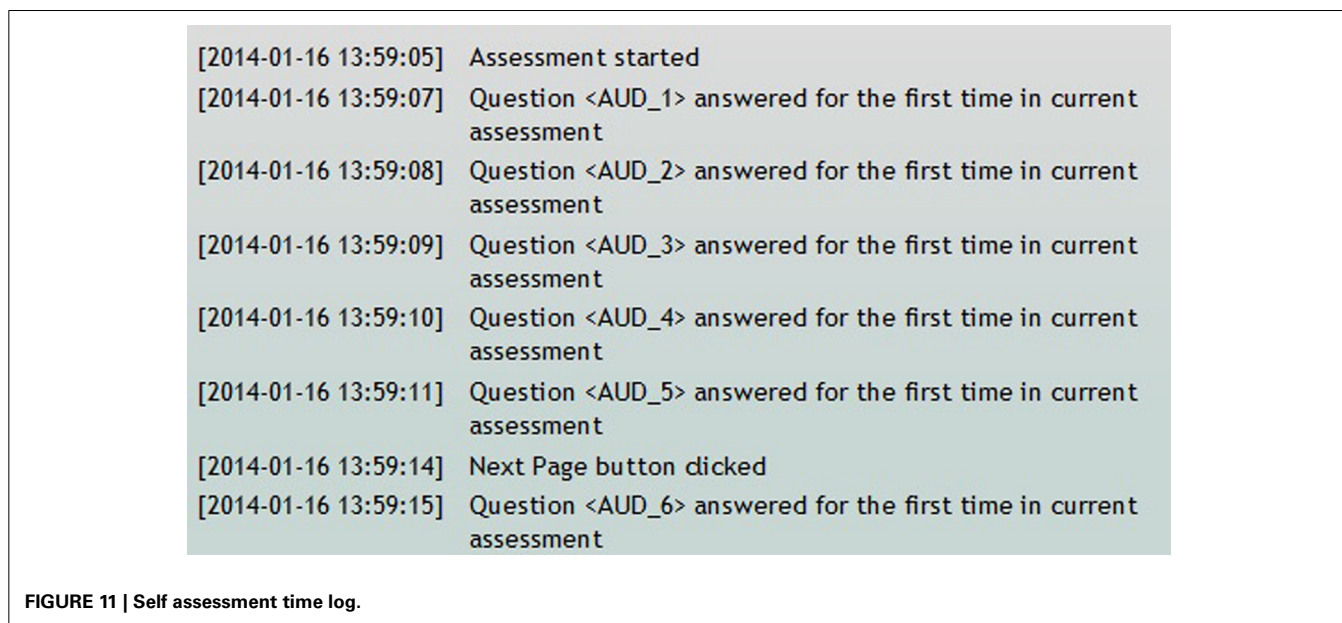 [2014-01-16 13:59:05] Assessment started
[2014-01-16 13:59:07] Question <AUD_1> answered for the first time in current
assessment
[2014-01-16 13:59:08] Question <AUD_2> answered for the first time in current
assessment
[2014-01-16 13:59:09] Question <AUD_3> answered for the first time in current
assessment
[2014-01-16 13:59:10] Question <AUD_4> answered for the first time in current
assessment
[2014-01-16 13:59:11] Question <AUD_5> answered for the first time in current
assessment
[2014-01-16 13:59:14] Next Page button clicked
[2014-01-16 13:59:15] Question <AUD_6> answered for the first time in current
assessment
FIGURE 11 | Self assessment time log.